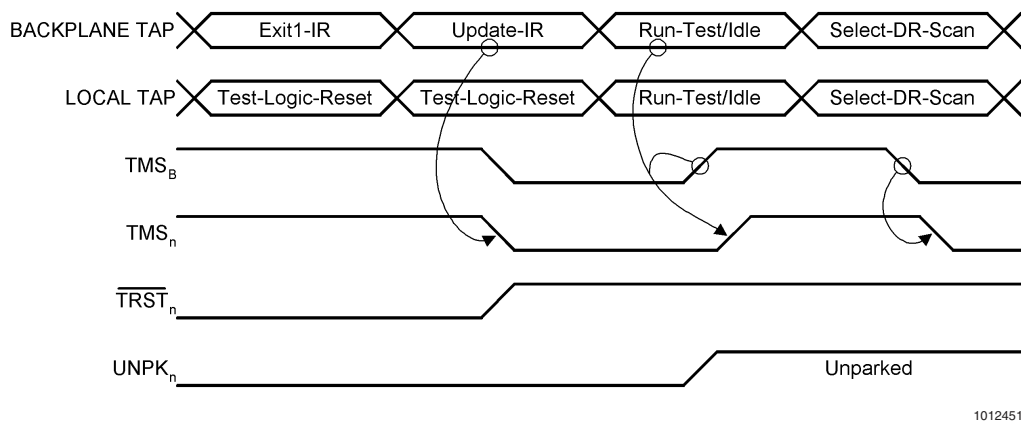 BACKPLANE TAP Exit1-IR Update-IR Run-Test/Idle Select-DR-Scan
LOCAL TAP Test-Logic-Reset Test-Logic-Reset Run-Test/Idle Select-DR-Scan
TMSB
TMSn
TRSTn
UNPKn Unparked
1012451